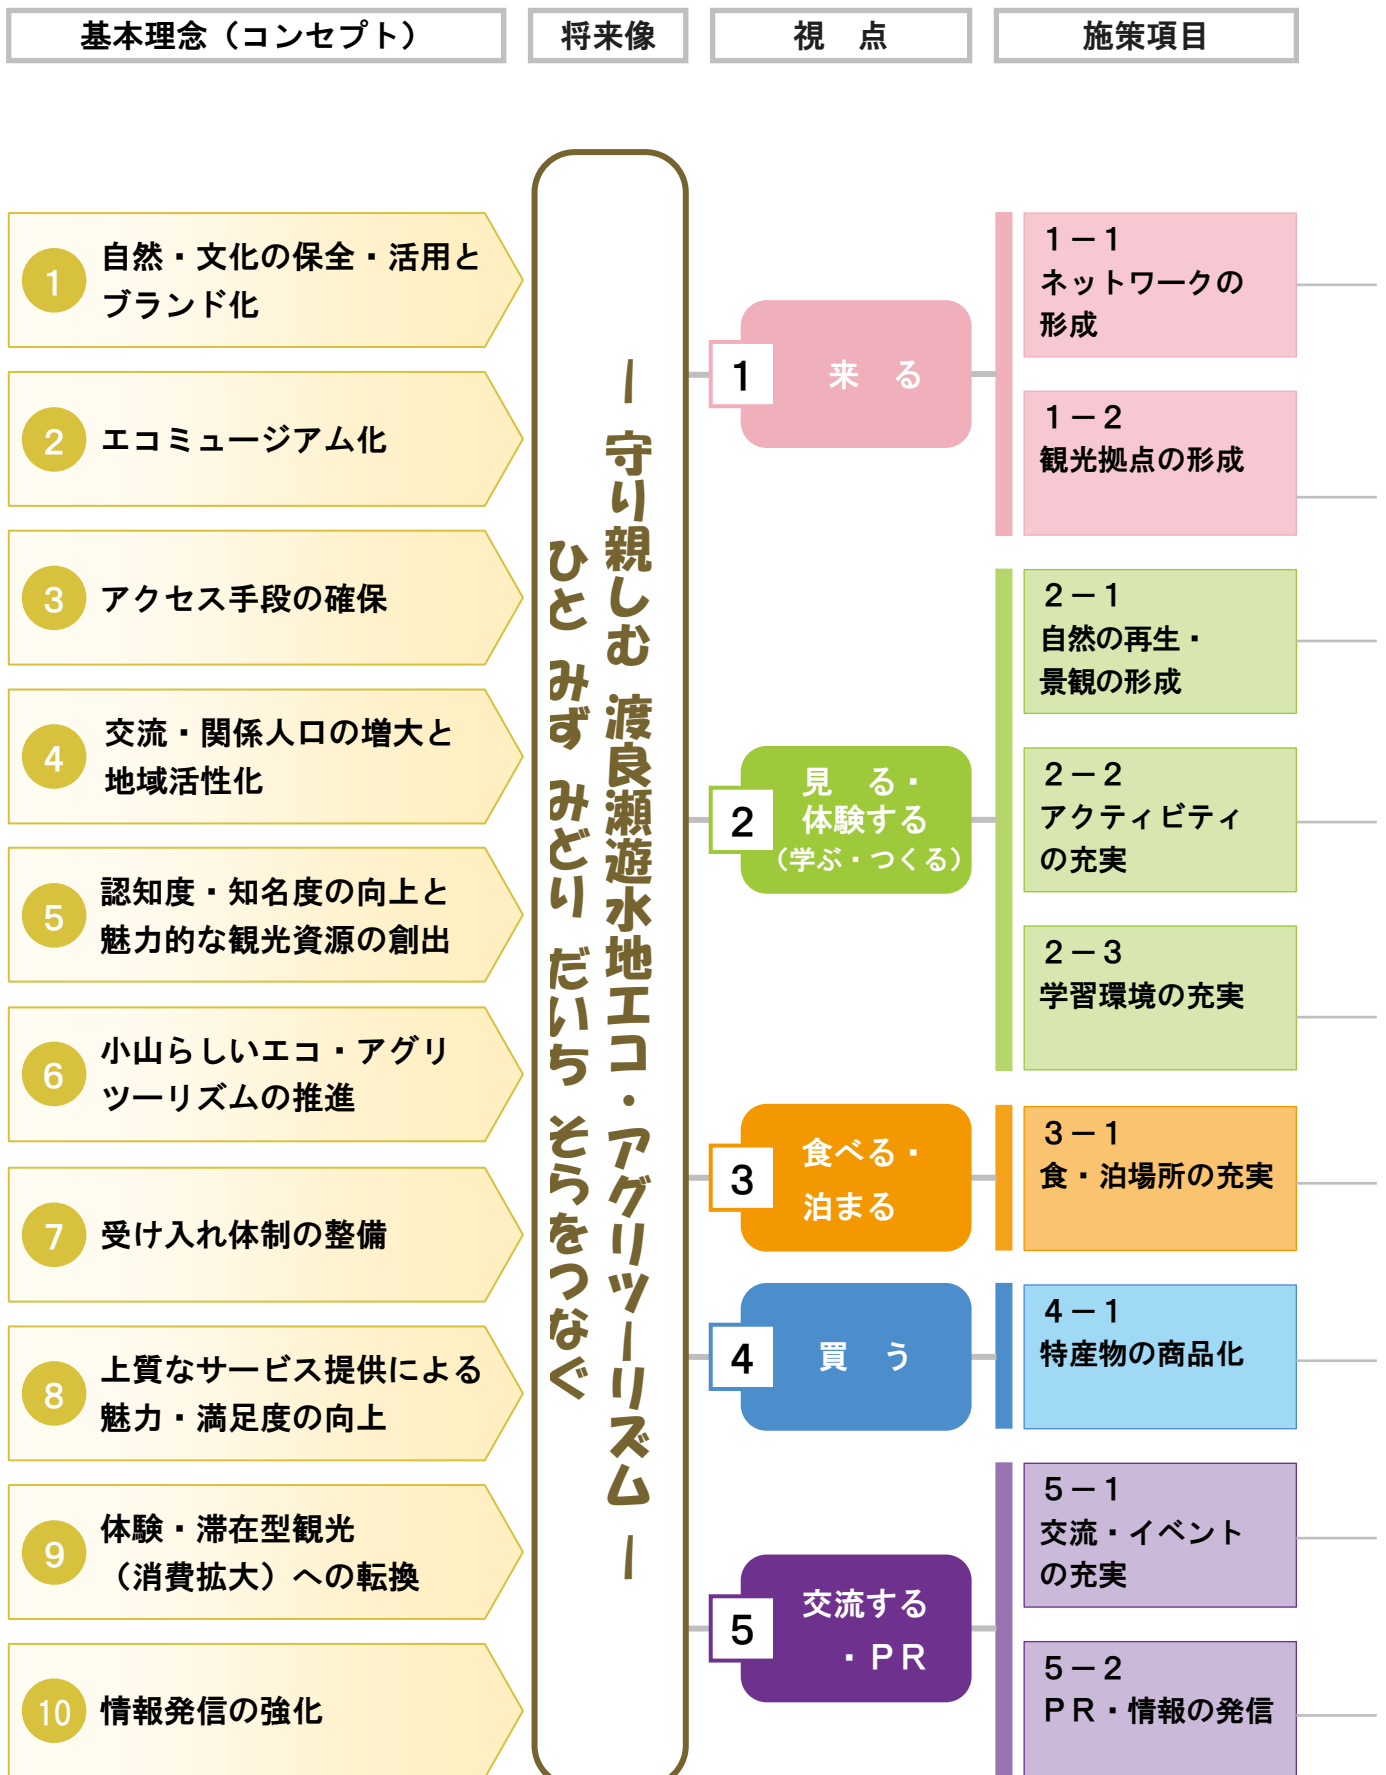 基本理念（コンセプト）
将来像
視　点
施策項目
1
自然・文化の保全・活用と
ブランド化
2
エコミュージアム化
3
アクセス手段の確保
4
交流・関係人口の増大と
地域活性化
5
認知度・知名度の向上と
魅力的な観光資源の創出
6
小山らしいエコ・アグリ
ツーリズムの推進
7
受け入れ体制の整備
8
上質なサービス提供による
魅力・満足度の向上
9
体験・滞在型観光
（消費拡大）への転換
10
情報発信の強化
― 守り親しむ 渡良瀬遊水地エコ・アグリツーリズム ―
ひと みず みどり だいち そらをつなぐ
1
来　る
2
見　る・
体験する
（学ぶ・つくる）
3
食べる・
泊まる
4
買　う
5
交流する
・ＰＲ
１－１
ネットワークの
形成
１－２
観光拠点の形成
２－１
自然の再生・
景観の形成
２－２
アクティビティ
の充実
２－３
学習環境の充実
３－１
食・泊場所の充実
４－１
特産物の商品化
５－１
交流・イベント
の充実
５－２
ＰＲ・情報の発信